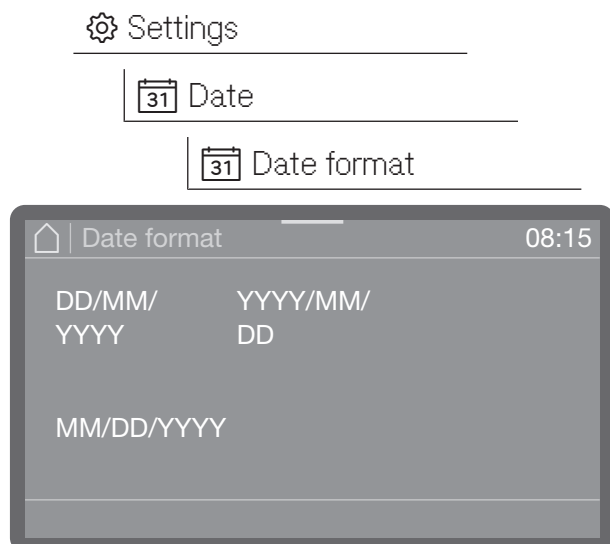 Settings
31 Date
31 Date format
Date format 08:15
DD/MM/ YYYY/MM/
YYYY DD
MM/DD/YYYY